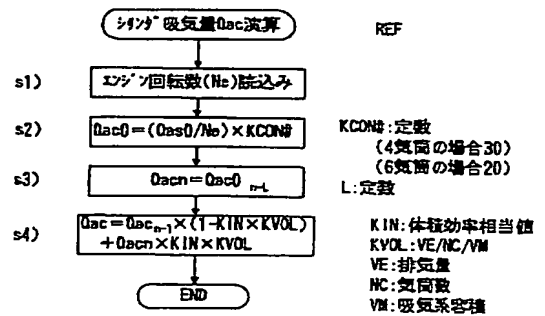 シリンダ吸気量Qac演算
REF
s1)
エンジン回転数(Ne)読込み
s2)
Qac0=(Qas0/Ne)×KCON#
KCON#:定数
(4気筒の場合30)
(6気筒の場合20)
s3)
Qacn=Qac0 n-L
L:定数
s4)
Qac=Qacn-1×(1-KIN×KVOL)
+Qacn×KIN×KVOL
KIN:体積効率相当値
KVOL:VE/NC/VM
VE:排気量
NC:気筒数
VM:吸気系容積
END